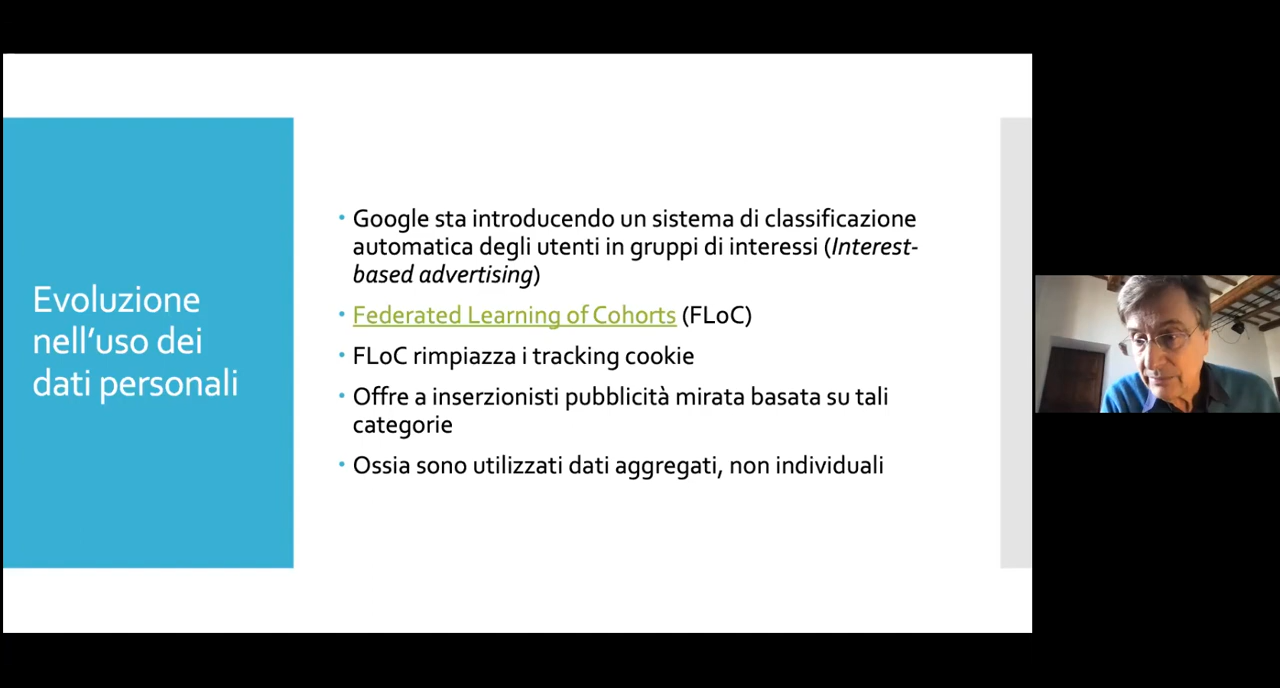 Evoluzione
nell’uso dei
dati personali
• Google sta introducendo un sistema di classificazione
automatica degli utenti in gruppi di interessi (Interest-
based advertising)
• Federated Learning of Cohorts (FLoC)
• FLoC rimpiazza i tracking cookie
• Offre a inserzionisti pubblicità mirata basata su tali
categorie
• Ossia sono utilizzati dati aggregati, non individuali